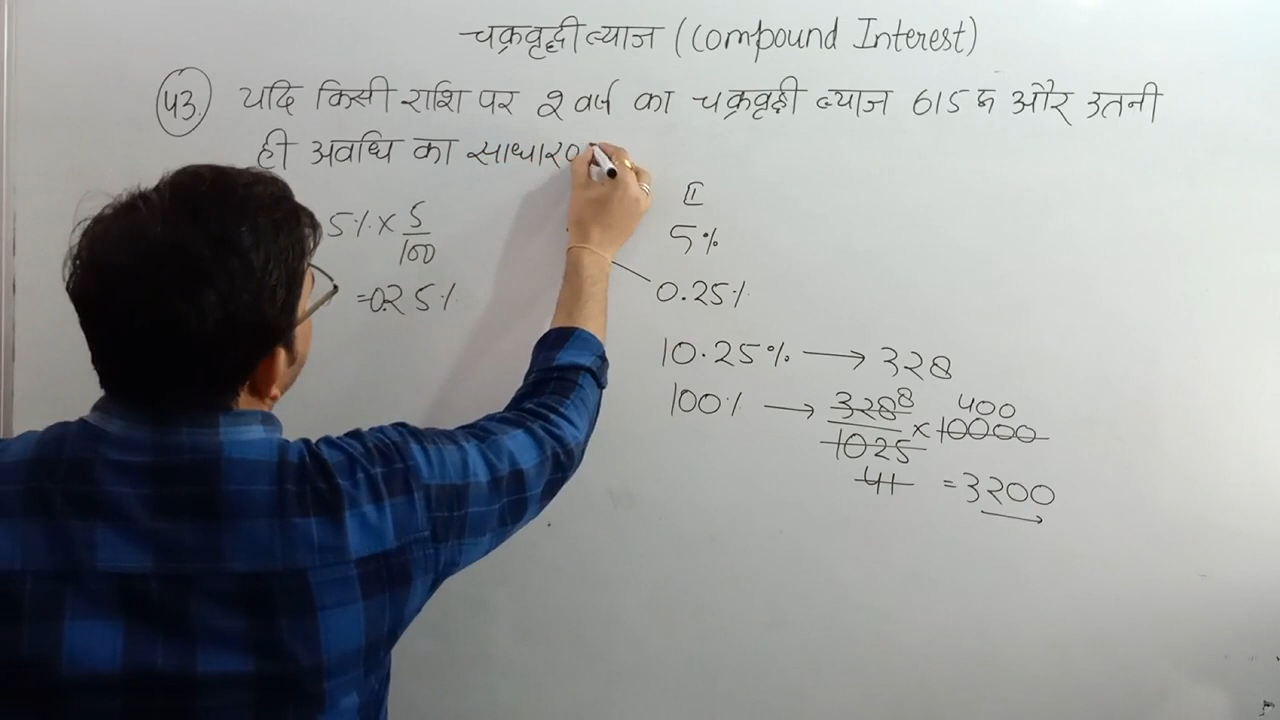 चक्रवृद्धी ब्याज (Compound Interest)
43. यदि किसी राशि पर 2 वर्ष का चक्रवृद्धी ब्याज 615 रु और उतनी
ही अवधि का साधारण
II
5% × 5/100
5%
=0.25%
0.25%
10.25% → 328
100% → 328/1025 × 10000
8
400
41
=3200